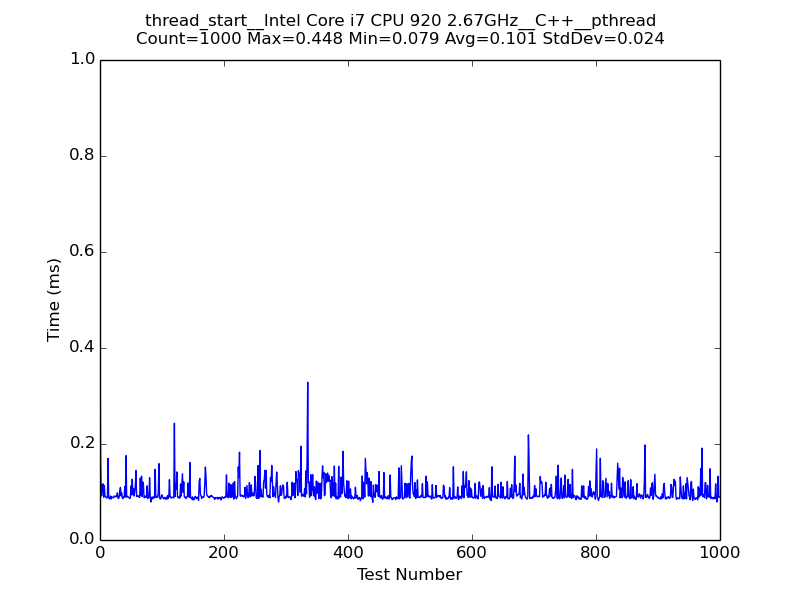 thread_start__Intel Core i7 CPU 920 2.67GHz__C++__pthread
Count=1000 Max=0.448 Min=0.079 Avg=0.101 StdDev=0.024
1.0
0.8
0.6
0.4
0.2
0.0
Time (ms)
0 200 400 600 800 1000
Test Number